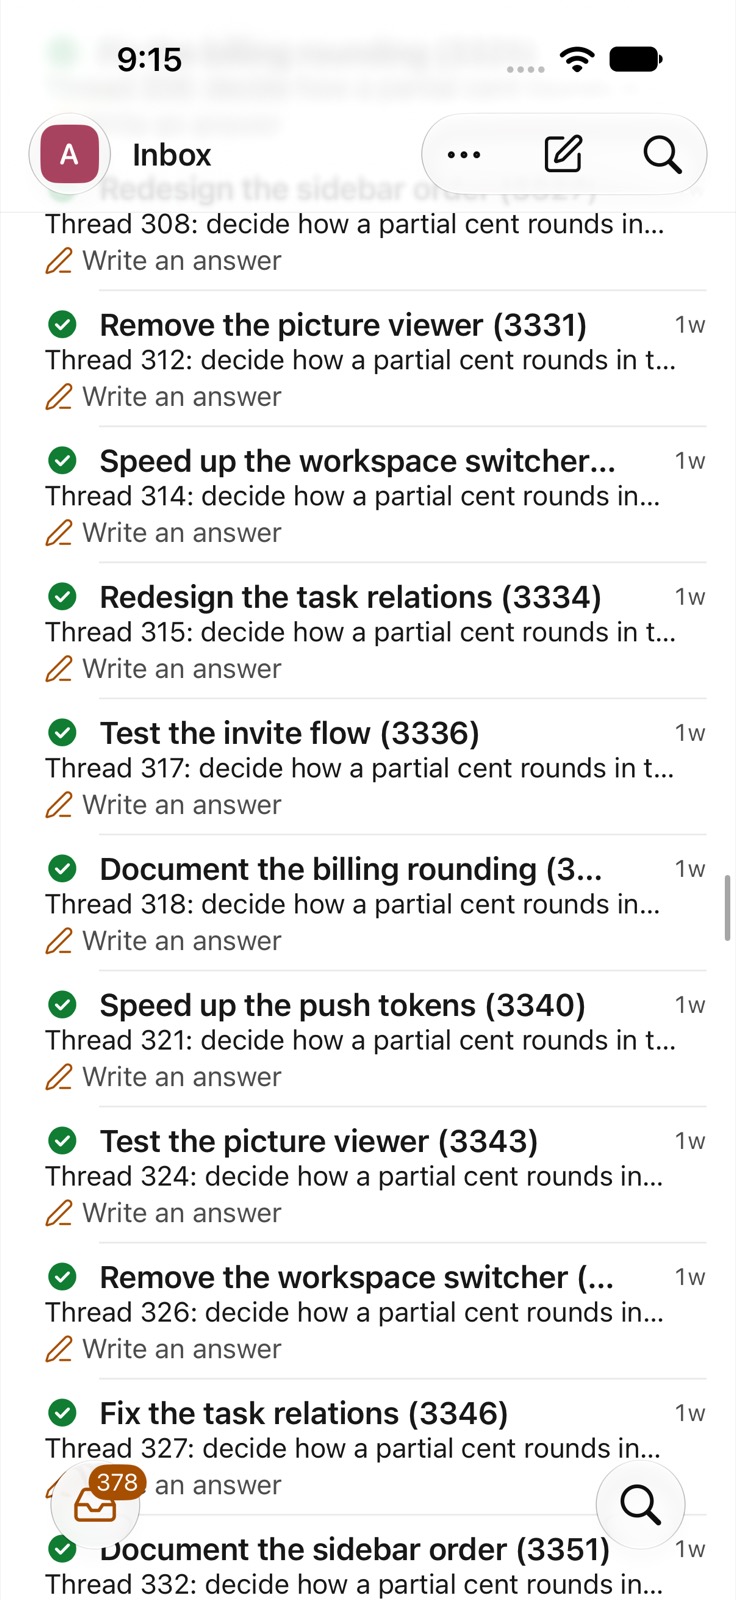 9:15
A
Inbox
Redesign the sidebar order (3327)
Thread 308: decide how a partial cent rounds in...
Write an answer
Remove the picture viewer (3331)
1w
Thread 312: decide how a partial cent rounds in t...
Write an answer
Speed up the workspace switcher...
1w
Thread 314: decide how a partial cent rounds in...
Write an answer
Redesign the task relations (3334)
1w
Thread 315: decide how a partial cent rounds in t...
Write an answer
Test the invite flow (3336)
1w
Thread 317: decide how a partial cent rounds in t...
Write an answer
Document the billing rounding (3...
1w
Thread 318: decide how a partial cent rounds in...
Write an answer
Speed up the push tokens (3340)
1w
Thread 321: decide how a partial cent rounds in t...
Write an answer
Test the picture viewer (3343)
1w
Thread 324: decide how a partial cent rounds in...
Write an answer
Remove the workspace switcher (...
1w
Thread 326: decide how a partial cent rounds in...
Write an answer
Fix the task relations (3346)
1w
Thread 327: decide how a partial cent rounds in...
an answer
378
Document the sidebar order (3351)
1w
Thread 332: decide how a partial cent rounds in...